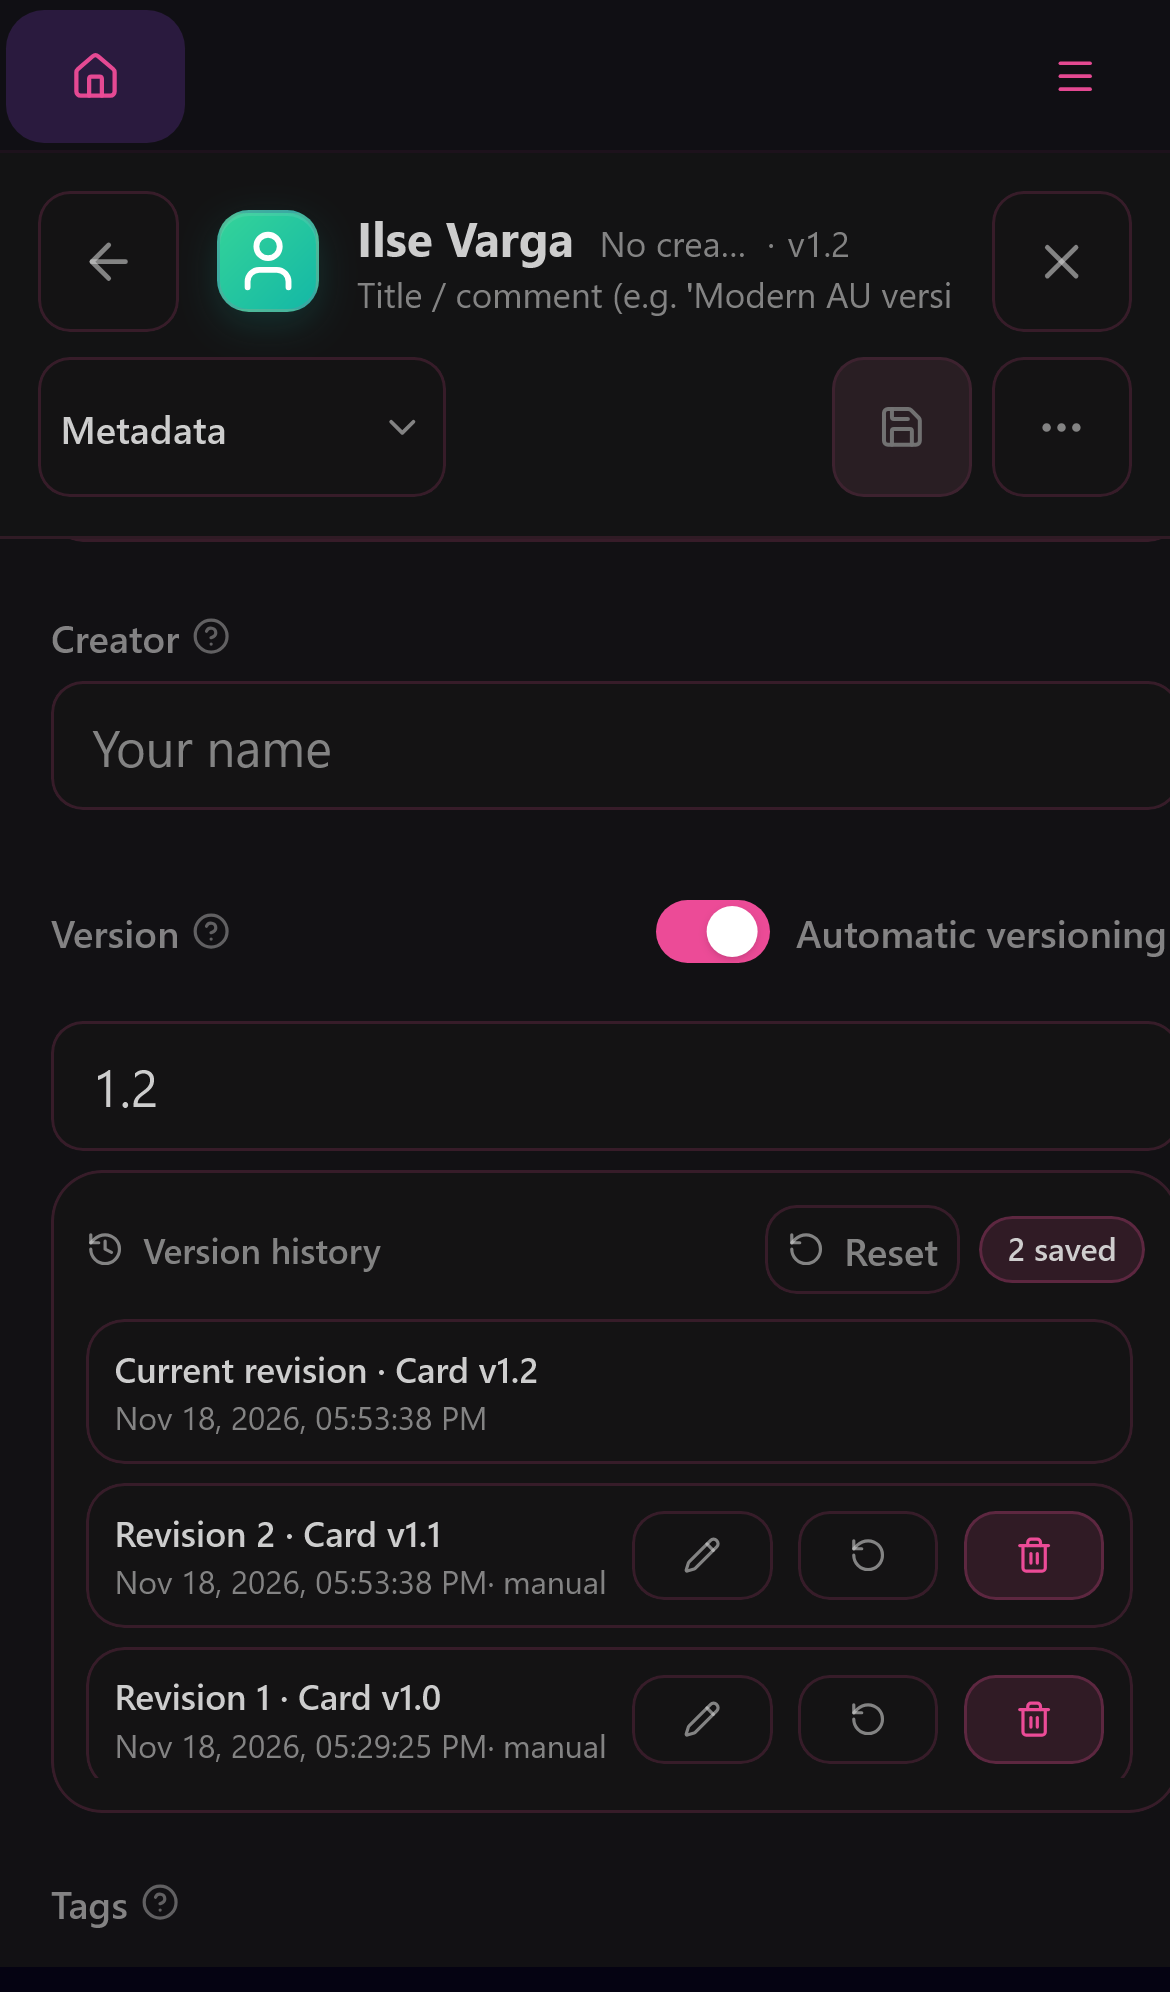 Ilse Varga No crea... · v1.2
Title / comment (e.g. 'Modern AU versi
Metadata
Creator
Your name
Version Automatic versioning
1.2
Version history Reset 2 saved
Current revision · Card v1.2
Nov 18, 2026, 05:53:38 PM
Revision 2 · Card v1.1
Nov 18, 2026, 05:53:38 PM· manual
Revision 1 · Card v1.0
Nov 18, 2026, 05:29:25 PM· manual
Tags